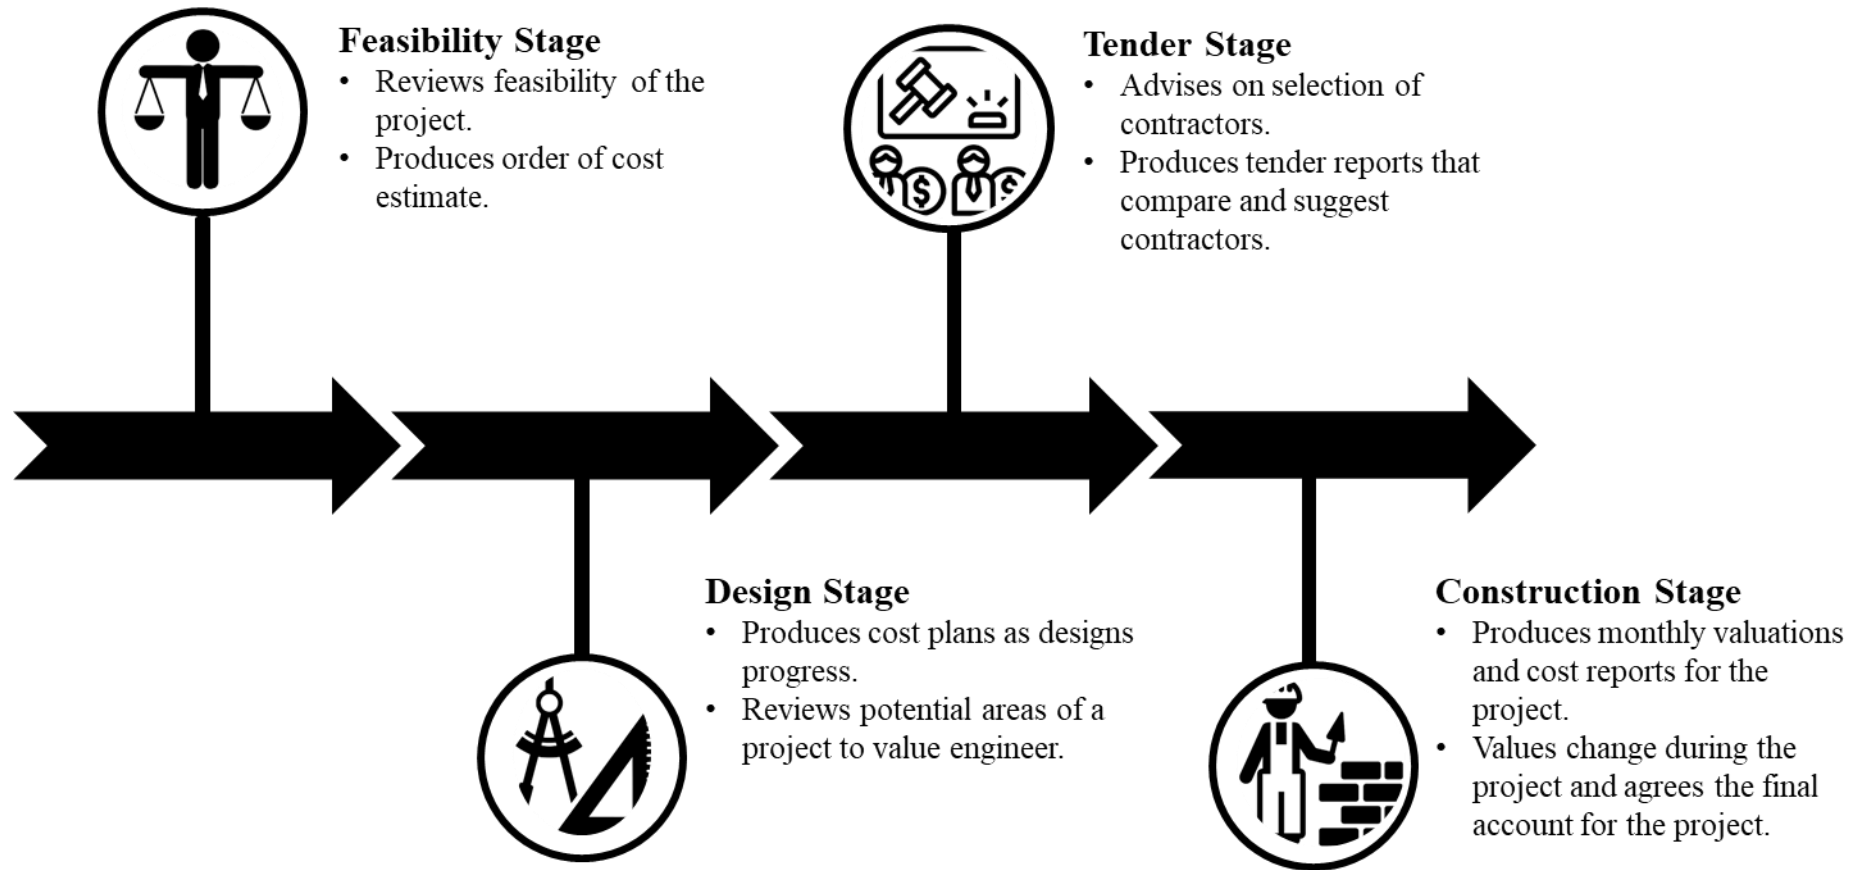 Feasibility Stage
• Reviews feasibility of the
project.
• Produces order of cost
estimate.
Tender Stage
• Advises on selection of
contractors.
• Produces tender reports that
compare and suggest
contractors.
$
$
Design Stage
• Produces cost plans as designs
progress.
• Reviews potential areas of a
project to value engineer.
Construction Stage
• Produces monthly valuations
and cost reports for the
project.
• Values change during the
project and agrees the final
account for the project.